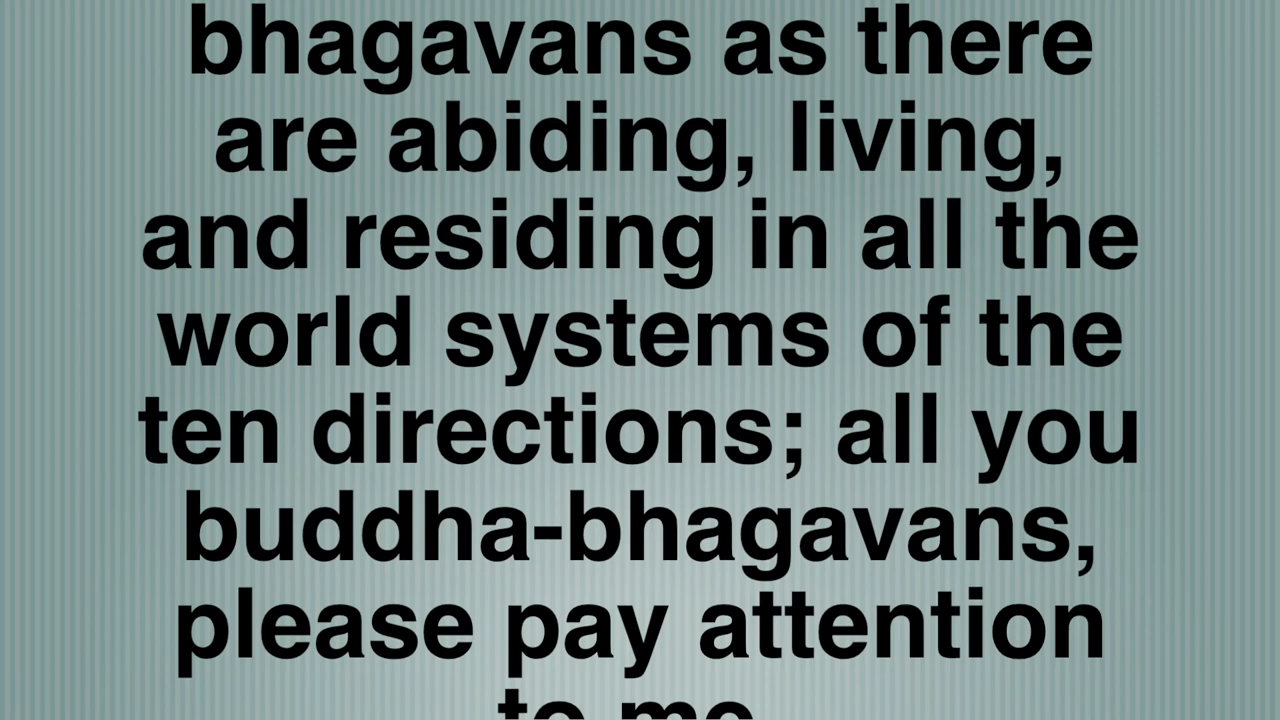 bhagavans as there
are abiding, living,
and residing in all the
world systems of the
ten directions; all you
buddha-bhagavans,
please pay attention
to me